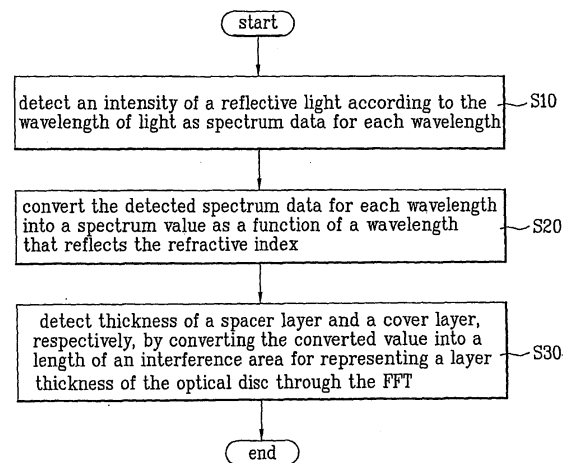 start
detect an intensity of a reflective light according to the
wavelength of light as spectrum data for each wavelength
S10
convert the detected spectrum data for each wavelength
into a spectrum value as a function of a wavelength
that reflects the refractive index
S20
detect thickness of a spacer layer and a cover layer,
respectively, by converting the converted value into a
length of an interference area for representing a layer
thickness of the optical disc through the FFT
S30
end